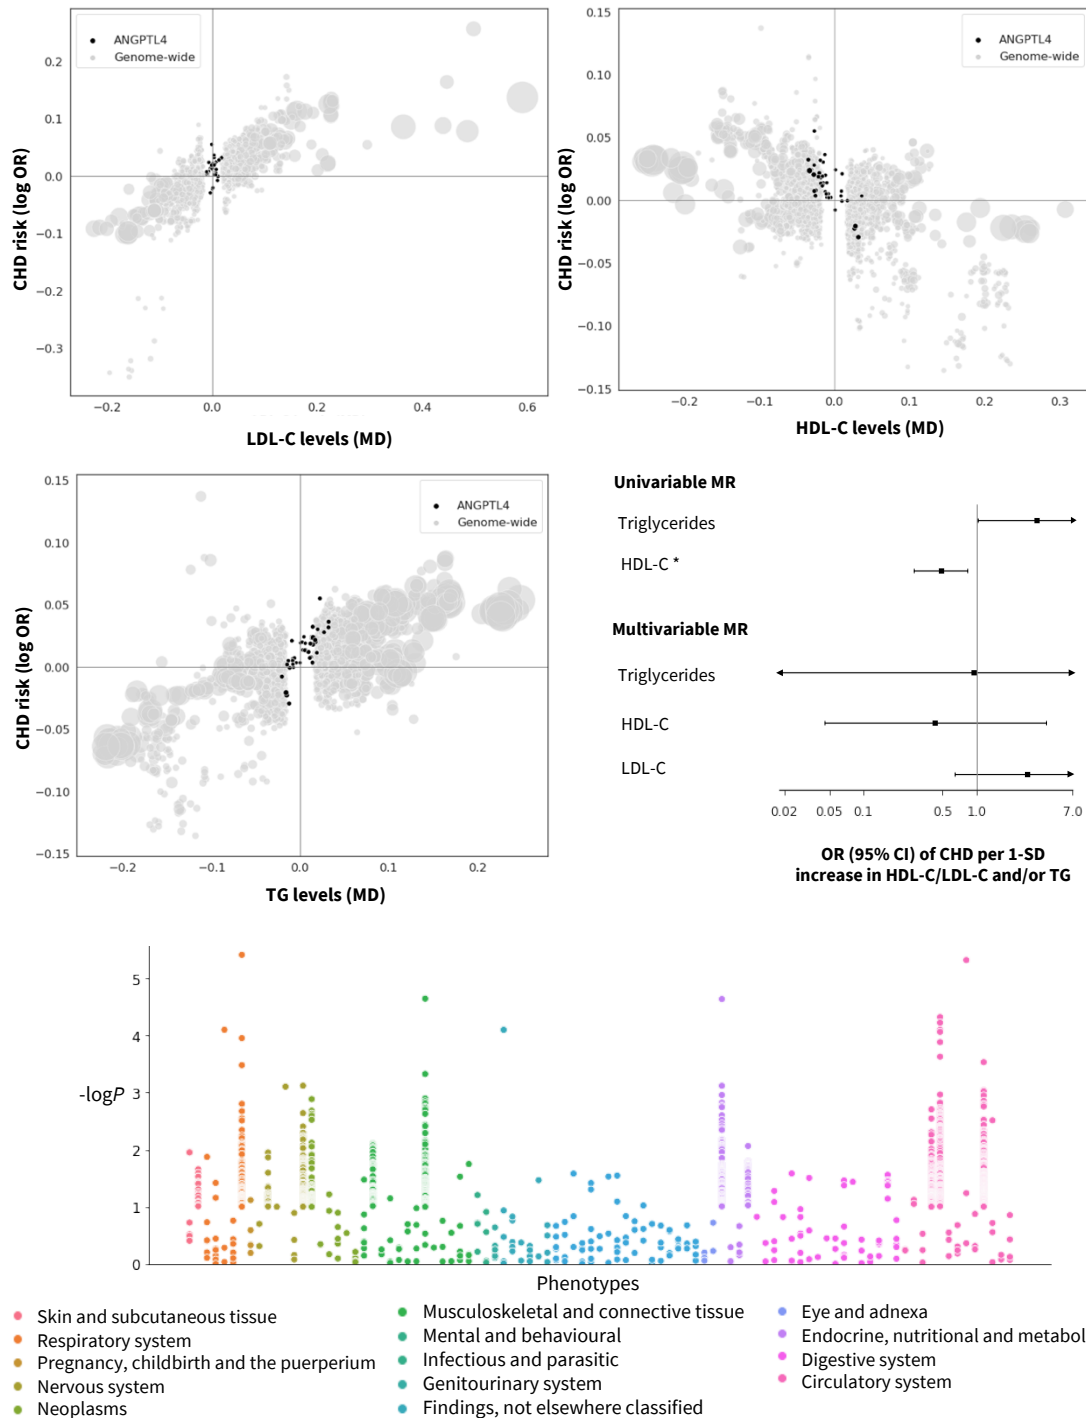 ANGPTL4
Genome-wide
0.2
0.1
0.0
−0.1
−0.2
−0.3
CHD risk (log OR)
−0.2
0.0
0.2
0.4
0.6
LDL-C levels (MD)
ANGPTL4
Genome-wide
0.15
0.10
0.05
0.00
−0.05
−0.10
−0.15
CHD risk (log OR)
−0.2
−0.1
0.0
0.1
0.2
0.3
HDL-C levels (MD)
ANGPTL4
Genome-wide
0.15
0.10
0.05
0.00
−0.05
−0.10
−0.15
CHD risk (log OR)
−0.2
−0.1
0.0
0.1
0.2
TG levels (MD)
Univariable MR
Triglycerides
HDL-C *
Multivariable MR
Triglycerides
HDL-C
LDL-C
0.02
0.05
0.1
0.5
1.0
7.0
OR (95% CI) of CHD per 1-SD
increase in HDL-C/LDL-C and/or TG
5
4
3
2
1
0
-logP
Phenotypes
Skin and subcutaneous tissue
Respiratory system
Pregnancy, childbirth and the puerperium
Nervous system
Neoplasms
Musculoskeletal and connective tissue
Mental and behavioural
Infectious and parasitic
Genitourinary system
Findings, not elsewhere classified
Eye and adnexa
Endocrine, nutritional and metabol
Digestive system
Circulatory system